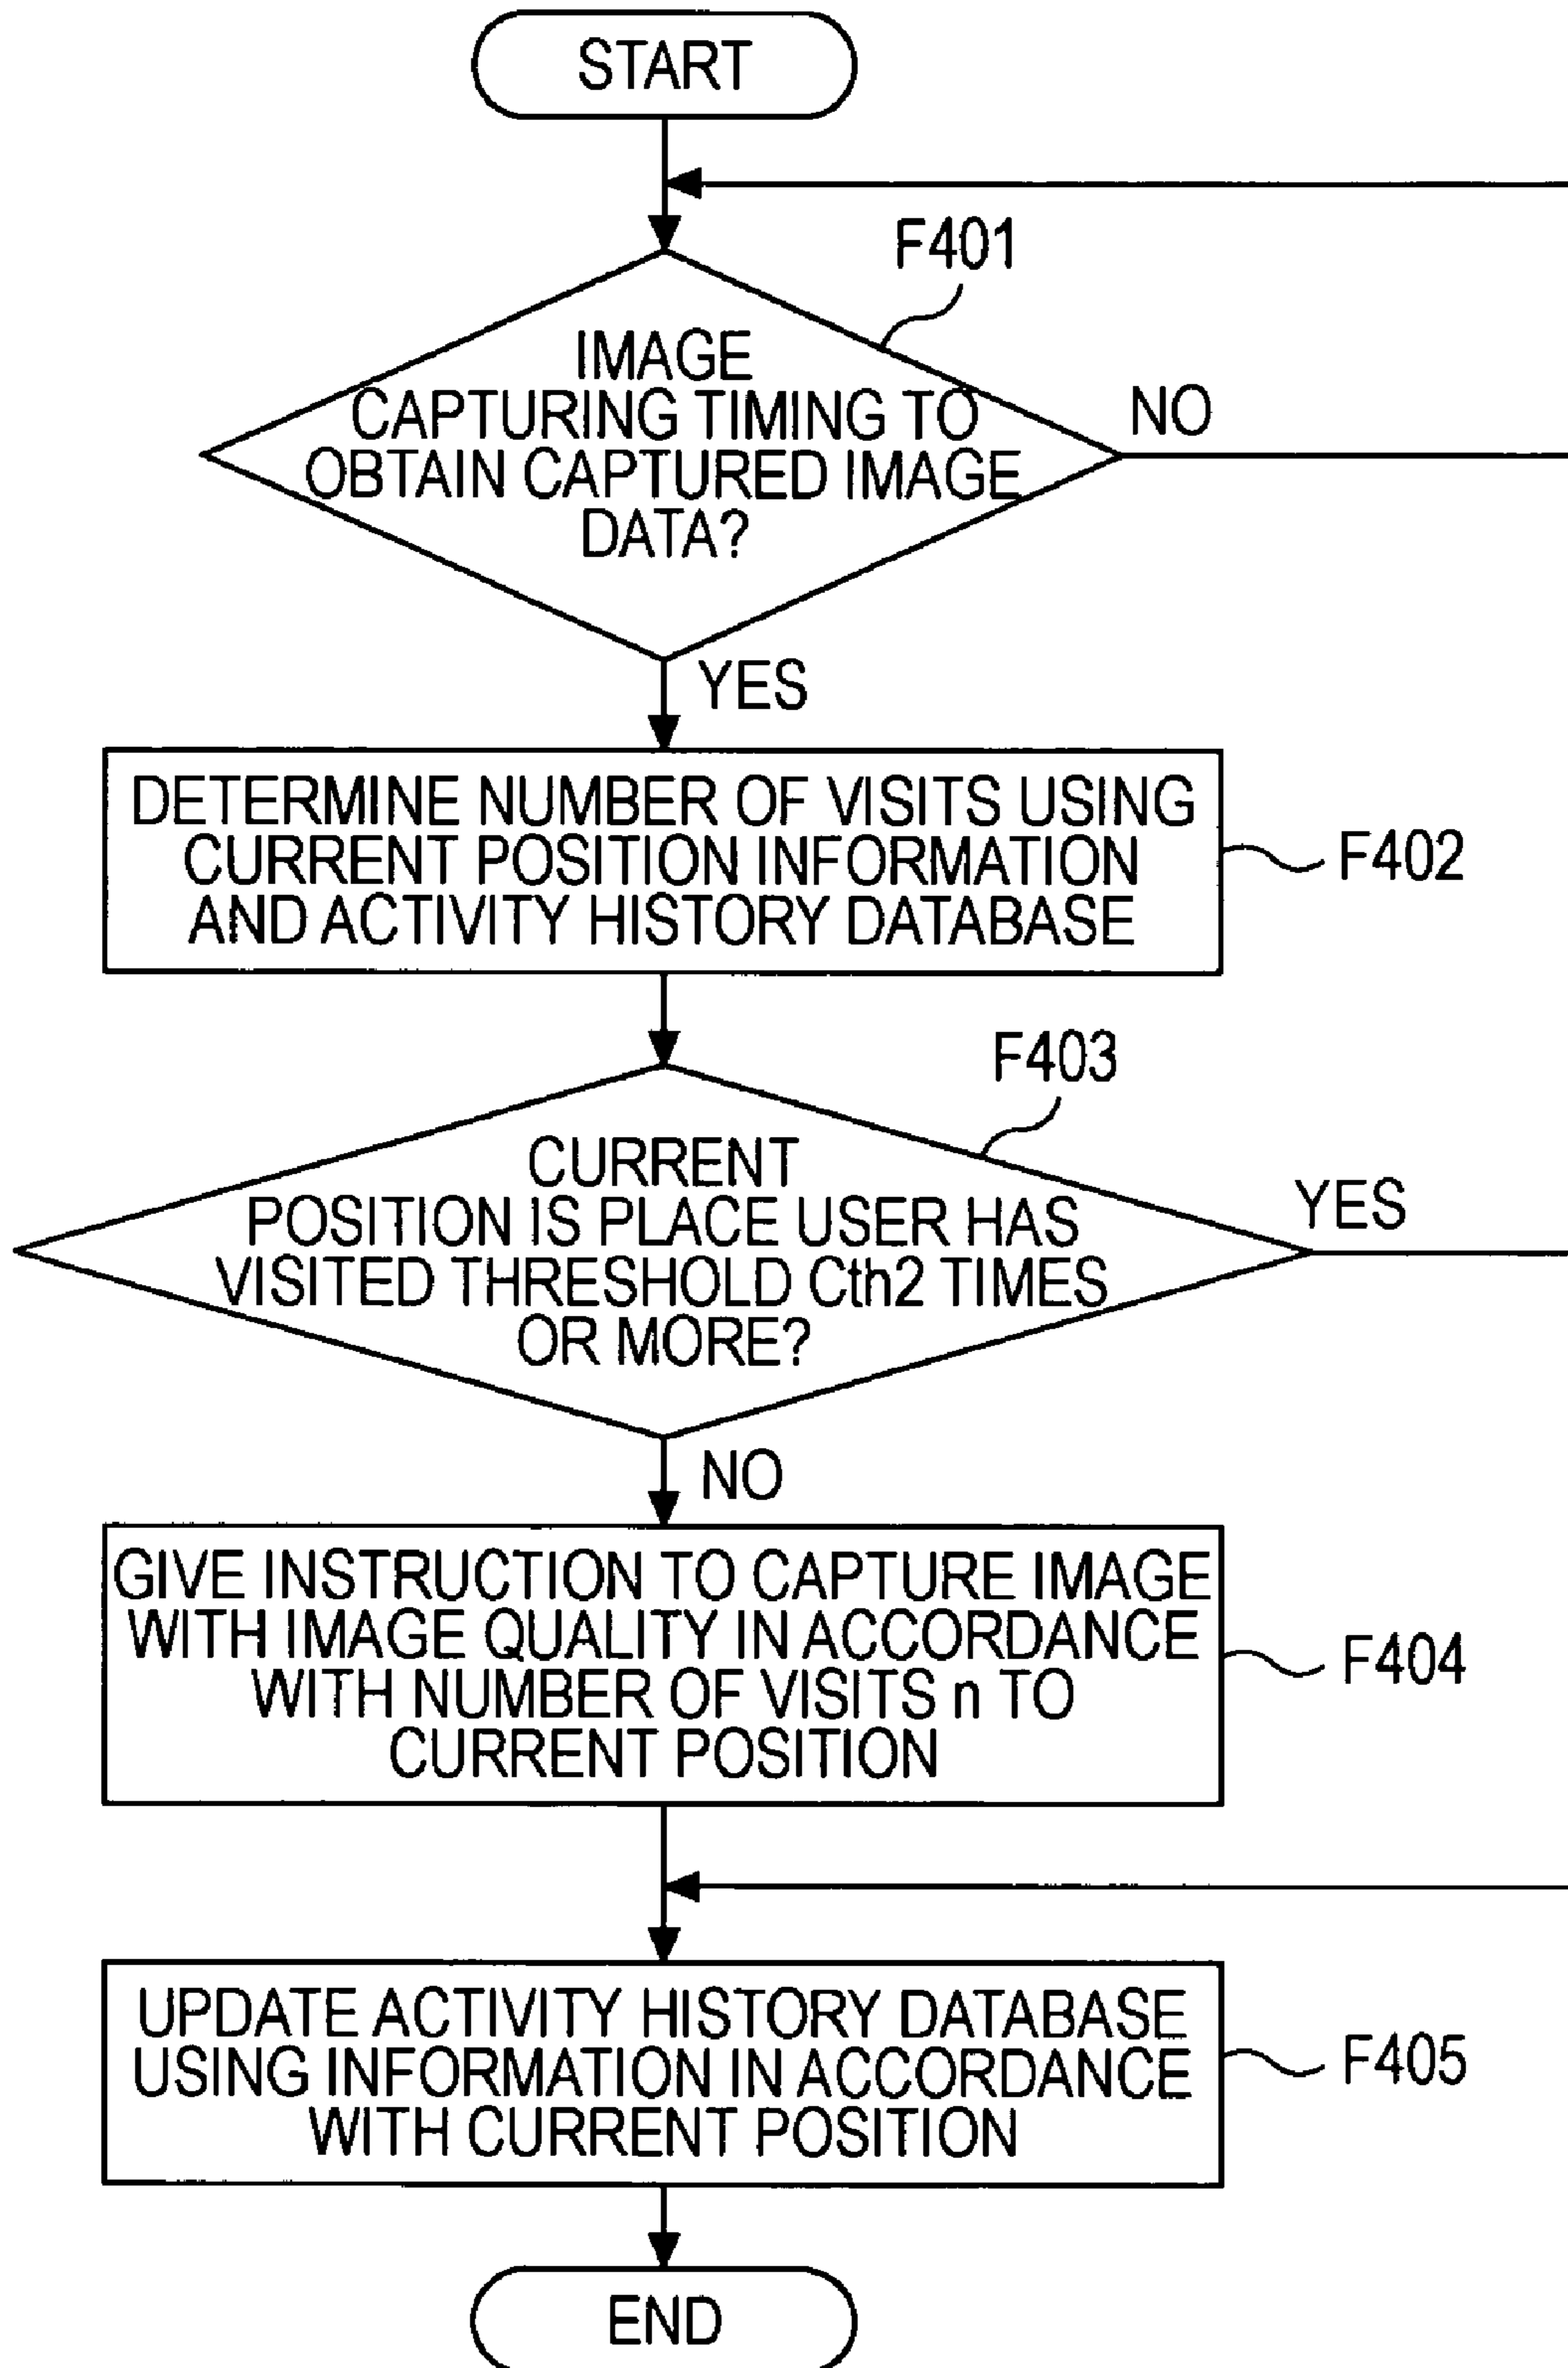 START
F401
IMAGE
CAPTURING TIMING TO
OBTAIN CAPTURED IMAGE
DATA?
NO
YES
DETERMINE NUMBER OF VISITS USING
CURRENT POSITION INFORMATION
AND ACTIVITY HISTORY DATABASE
F402
F403
CURRENT
POSITION IS PLACE USER HAS
VISITED THRESHOLD Cth2 TIMES
OR MORE?
YES
NO
GIVE INSTRUCTION TO CAPTURE IMAGE
WITH IMAGE QUALITY IN ACCORDANCE
WITH NUMBER OF VISITS n TO
CURRENT POSITION
F404
UPDATE ACTIVITY HISTORY DATABASE
USING INFORMATION IN ACCORDANCE
WITH CURRENT POSITION
F405
END